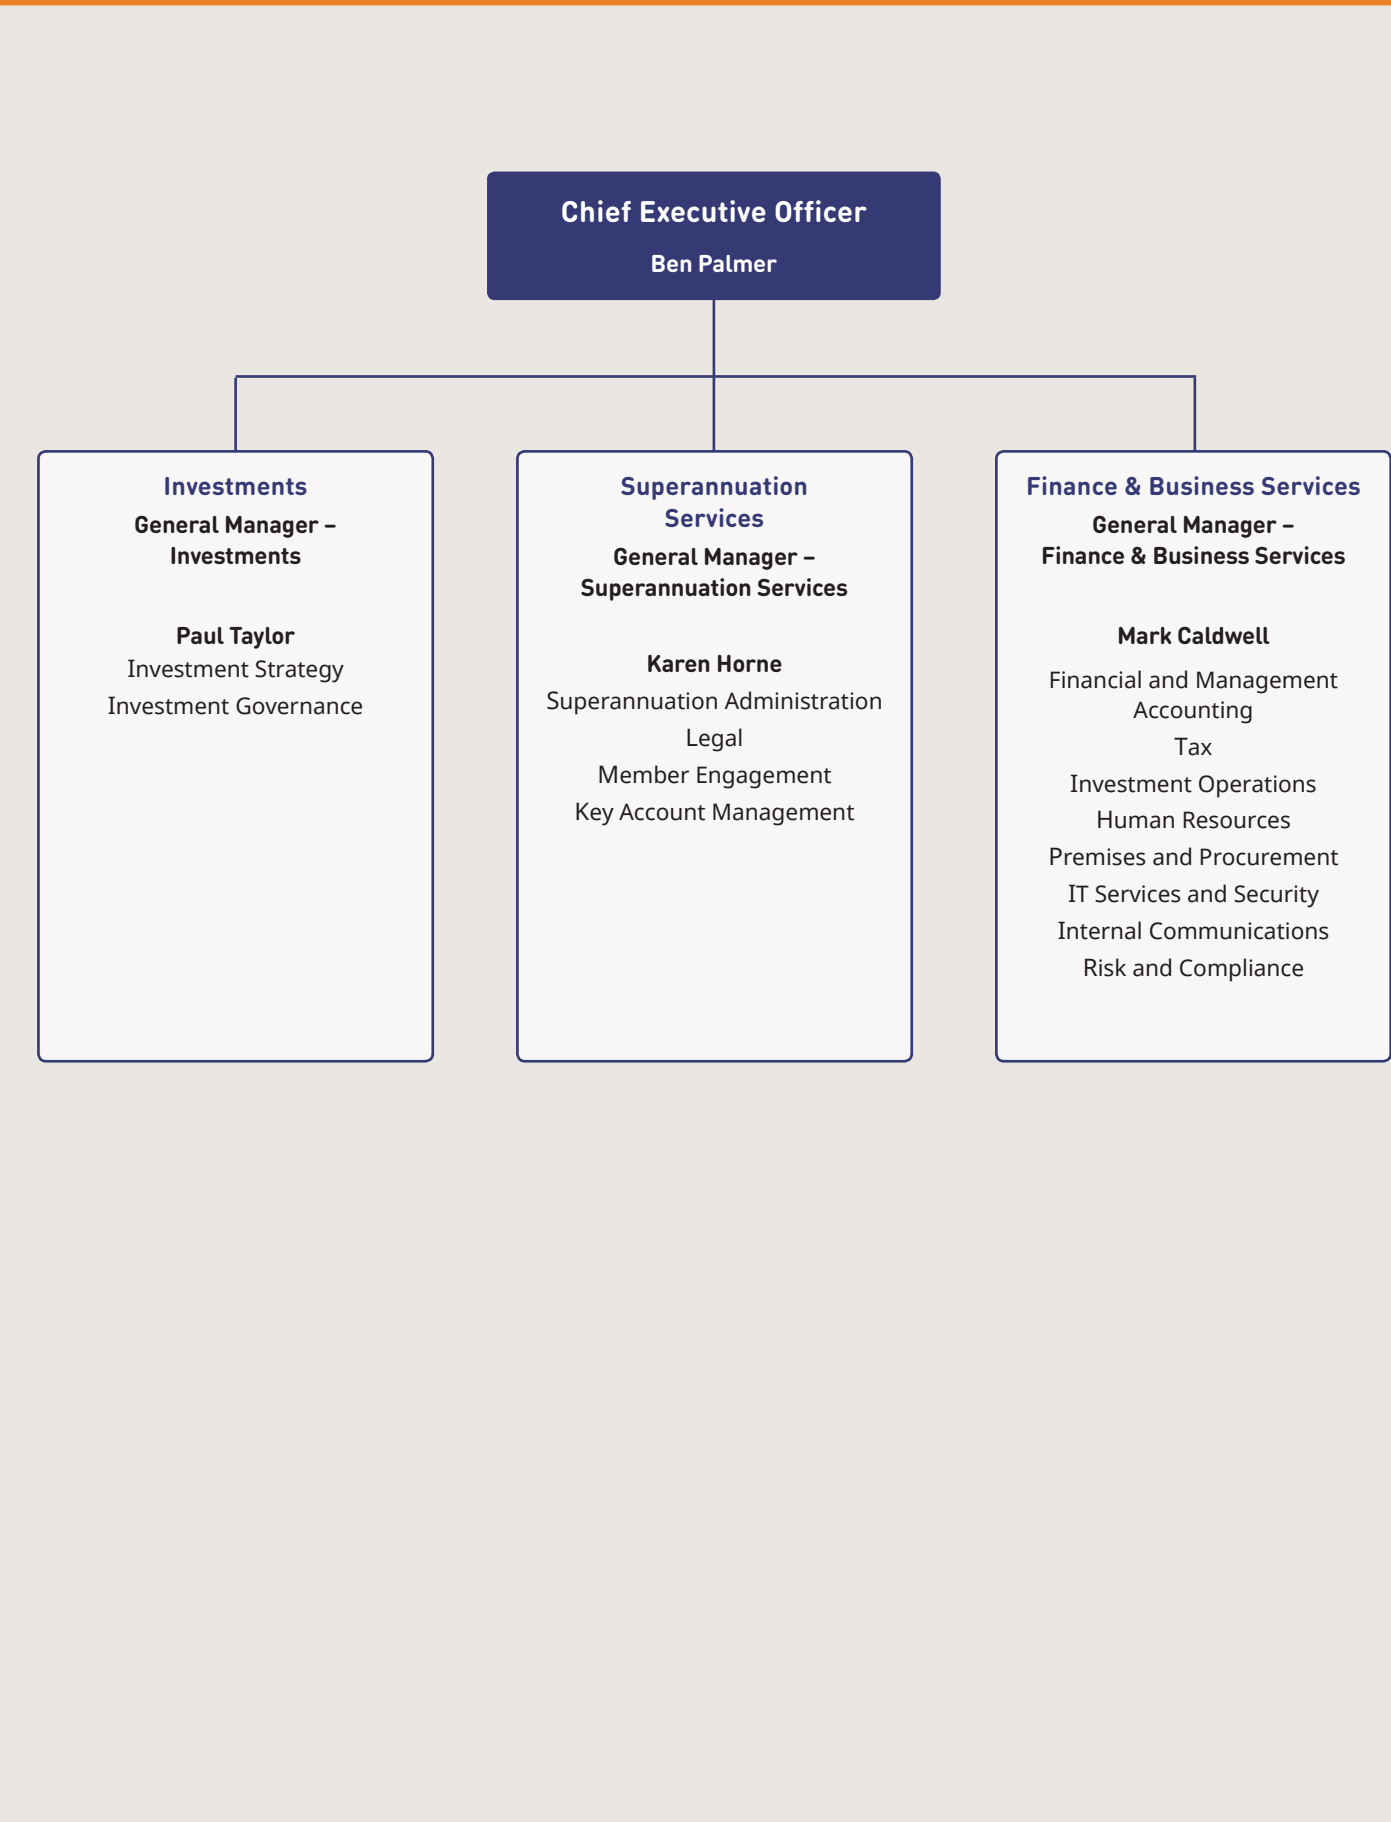 Chief Executive Officer
Ben Palmer
Investments
General Manager –
Investments
Paul Taylor
Investment Strategy
Investment Governance
Superannuation
Services
General Manager –
Superannuation Services
Karen Horne
Superannuation Administration
Legal
Member Engagement
Key Account Management
Finance & Business Services
General Manager –
Finance & Business Services
Mark Caldwell
Financial and Management
Accounting
Tax
Investment Operations
Human Resources
Premises and Procurement
IT Services and Security
Internal Communications
Risk and Compliance